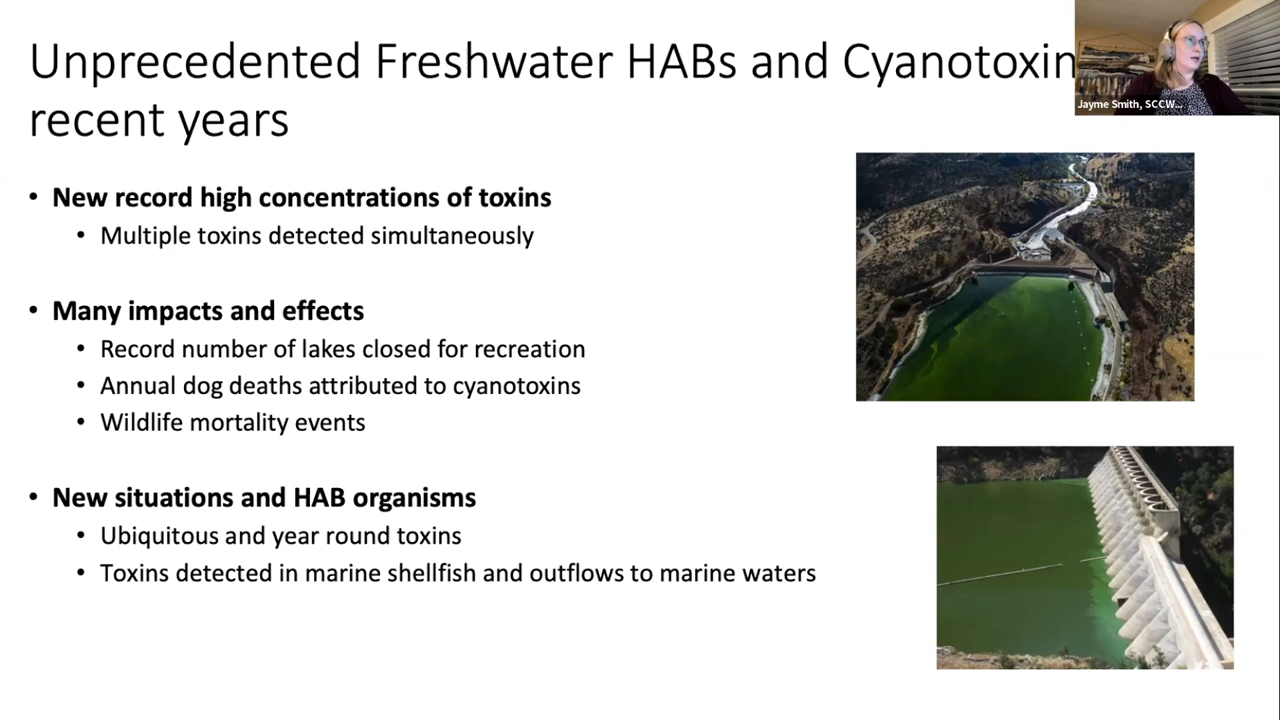 Unprecedented Freshwater HABs and Cyanotoxin
recent years
Jayme Smith, SCCW...
• New record high concentrations of toxins
• Multiple toxins detected simultaneously
• Many impacts and effects
• Record number of lakes closed for recreation
• Annual dog deaths attributed to cyanotoxins
• Wildlife mortality events
• New situations and HAB organisms
• Ubiquitous and year round toxins
• Toxins detected in marine shellfish and outflows to marine waters